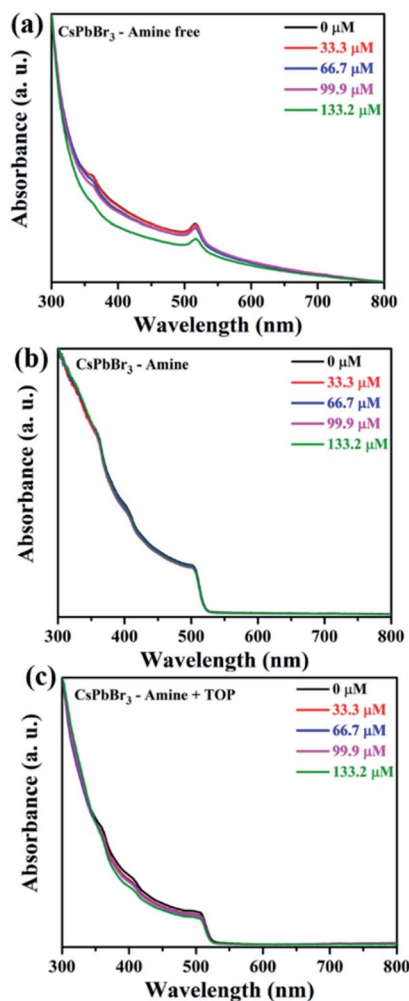 (a)
CsPbBr3 - Amine free
0 μM
33.3 μM
66.7 μM
99.9 μM
133.2 μM
Absorbance (a. u.)
300 400 500 600 700 800
Wavelength (nm)
(b)
CsPbBr3 - Amine
0 μM
33.3 μM
66.7 μM
99.9 μM
133.2 μM
Absorbance (a. u.)
300 400 500 600 700 800
Wavelength (nm)
(c)
CsPbBr3 - Amine + TOP
0 μM
33.3 μM
66.7 μM
99.9 μM
133.2 μM
Absorbance (a. u.)
300 400 500 600 700 800
Wavelength (nm)